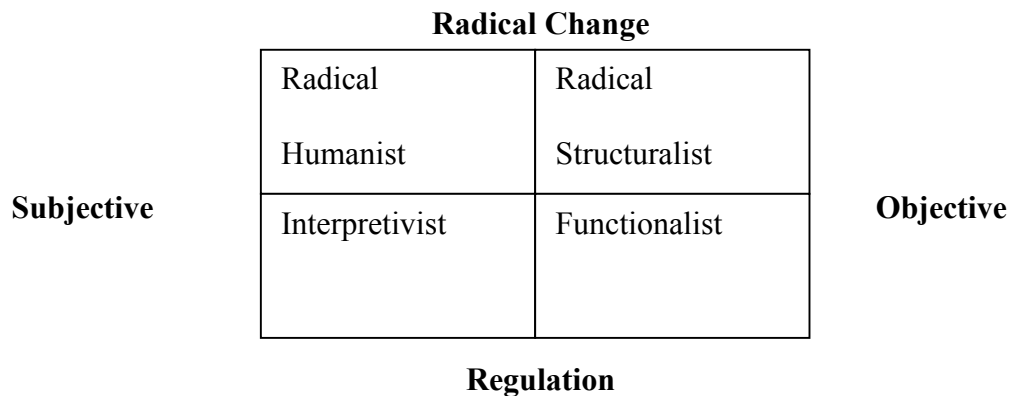 Radical Change
Radical
Humanist
Radical
Structuralist
Subjective
Objective
Interpretivist
Functionalist
Regulation